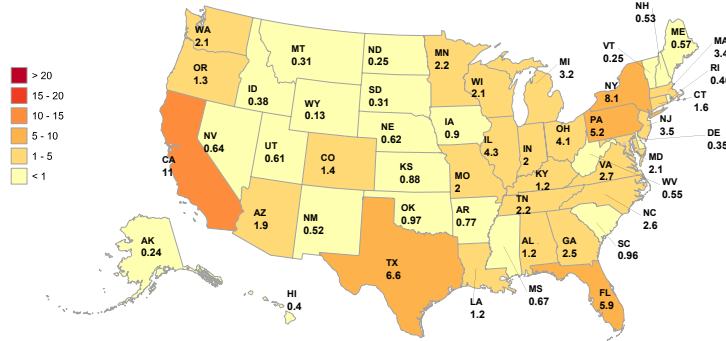 > 20
15 - 20
10 - 15
5 - 10
1 - 5
< 1
WA
2.1
OR
1.3
CA
11
NV
0.64
ID
0.38
MT
0.31
WY
0.13
UT
0.61
CO
1.4
AZ
1.9
NM
0.52
ND
0.25
SD
0.31
NE
0.62
KS
0.88
OK
0.97
TX
6.6
MN
2.2
IA
0.9
MO
2
AR
0.77
LA
1.2
WI
2.1
IL
4.3
MI
3.2
IN
2
OH
4.1
KY
1.2
TN
2.2
MS
0.67
AL
1.2
GA
2.5
FL
5.9
SC
0.96
NC
2.6
VA
2.7
WV
0.55
MD
2.1
DE
0.35
PA
5.2
NJ
3.5
NY
8.1
CT
1.6
RI
MA
VT
0.25
NH
0.53
ME
0.57
AK
0.24
HI
0.4